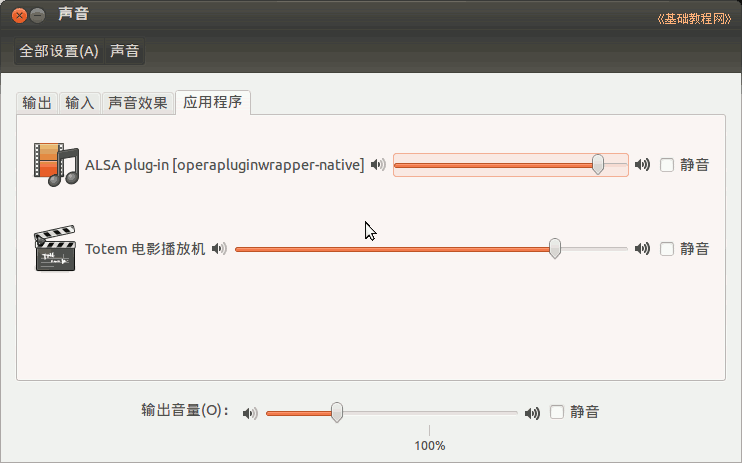 声音
《基础教程网》
全部设置(A) 声音
输出 输入 声音效果 应用程序
ALSA plug-in [operapluginwrapper-native] 静音
Totem 电影播放机 静音
输出音量(O)： 静音
100%